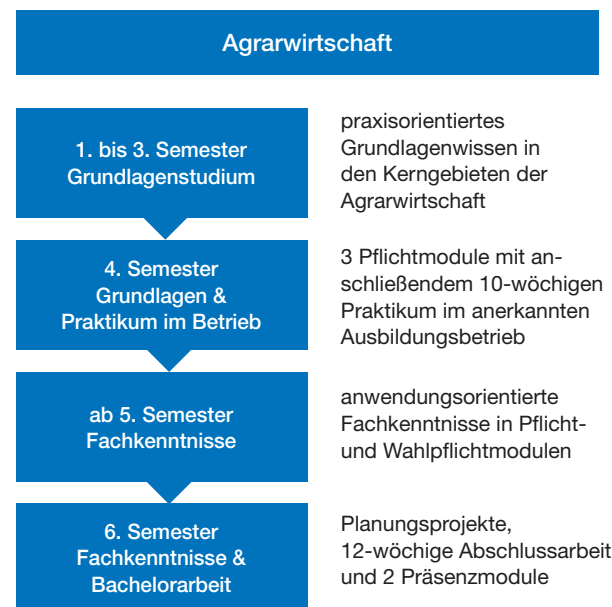 Agrarwirtschaft
1. bis 3. Semester
Grundlagenstudium
praxisorientiertes
Grundlagenwissen in
den Kerngebieten der
Agrarwirtschaft
4. Semester
Grundlagen &
Praktikum im Betrieb
3 Pflichtmodule mit an-
schließendem 10-wöchigen
Praktikum im anerkannten
Ausbildungsbetrieb
ab 5. Semester
Fachkenntnisse
anwendungsorientierte
Fachkenntnisse in Pflicht-
und Wahlpflichtmodulen
6. Semester
Fachkenntnisse &
Bachelorarbeit
Planungsprojekte,
12-wöchige Abschlussarbeit
und 2 Präsenzmodule